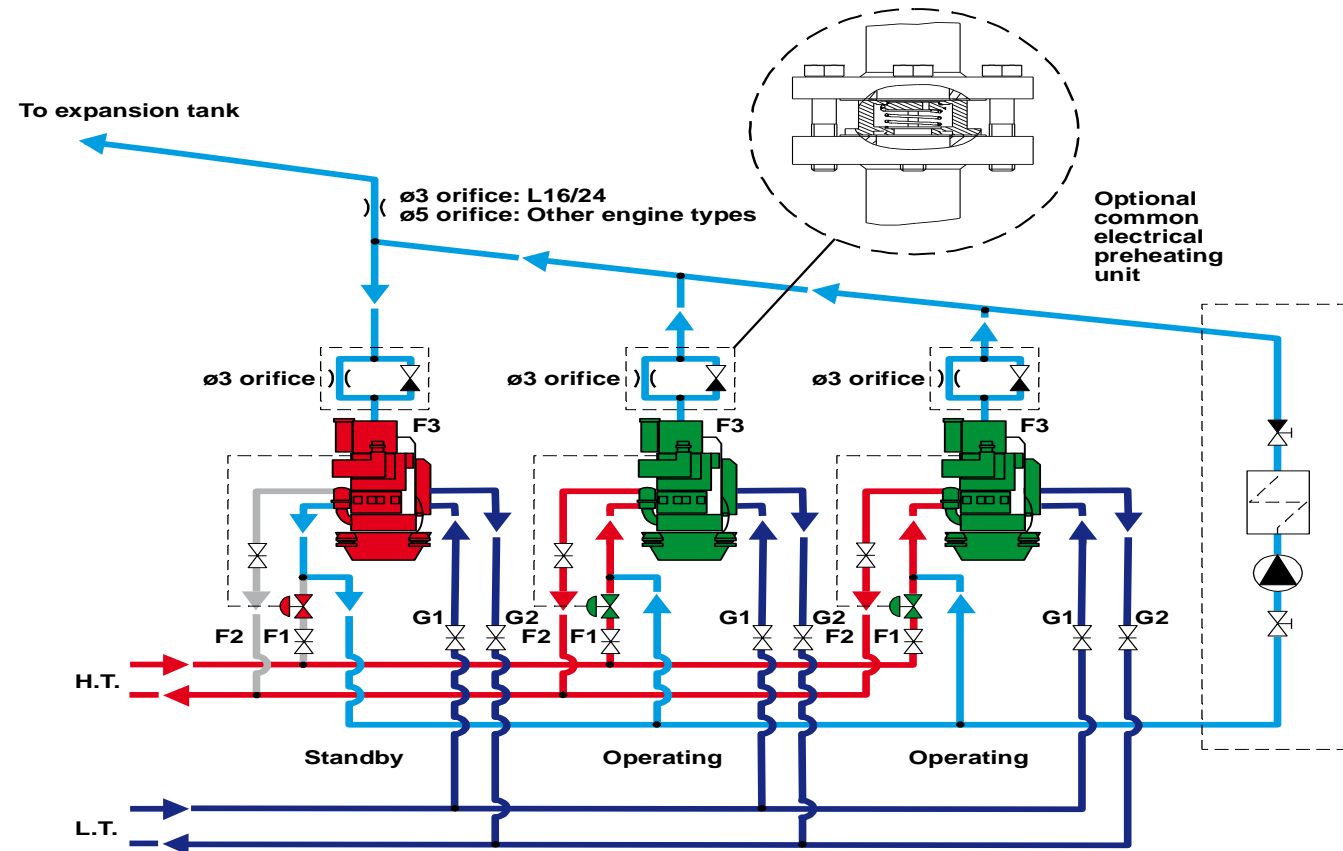 To expansion tank
ø3 orifice: L16/24
ø5 orifice: Other engine types
Optional
common
electrical
preheating
unit
ø3 orifice
ø3 orifice
ø3 orifice
F3
F3
F3
G1
G2
G1
G2
G1
G2
F2
F1
F2
F1
F2
F1
H.T.
Standby
Operating
Operating
L.T.